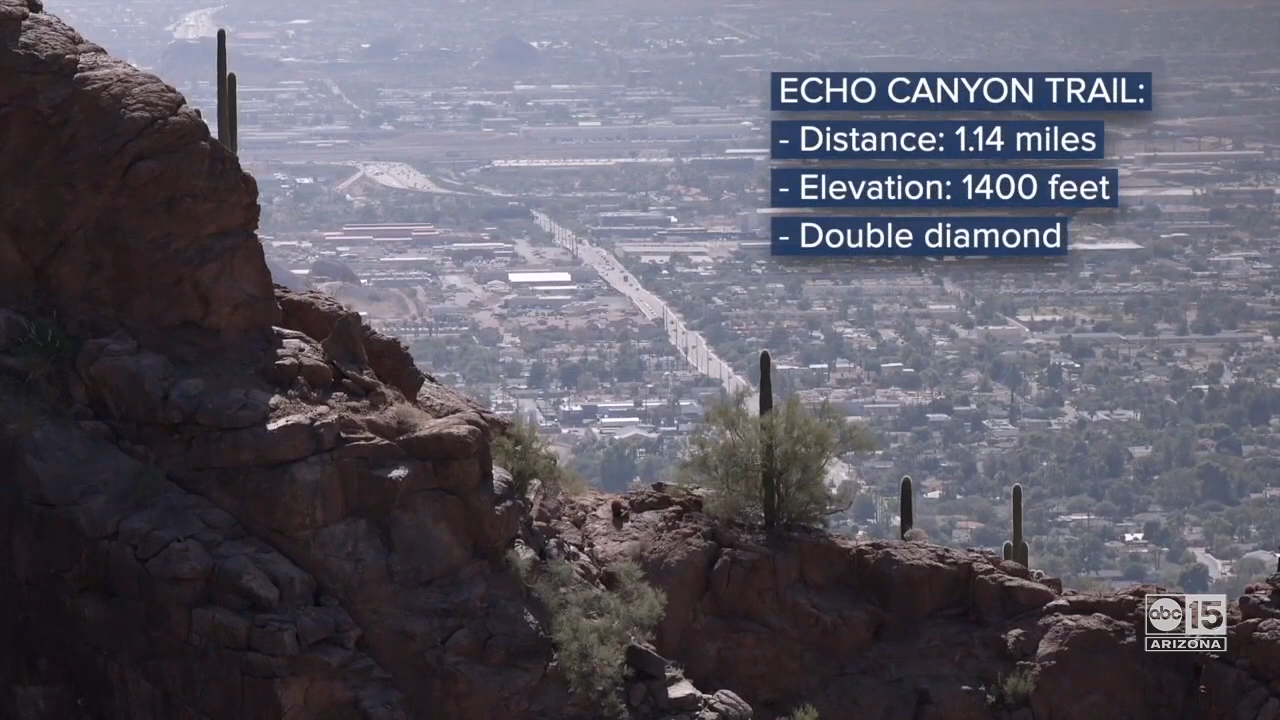 ECHO CANYON TRAIL:
- Distance: 1.14 miles
- Elevation: 1400 feet
- Double diamond
abc 15
ARIZONA